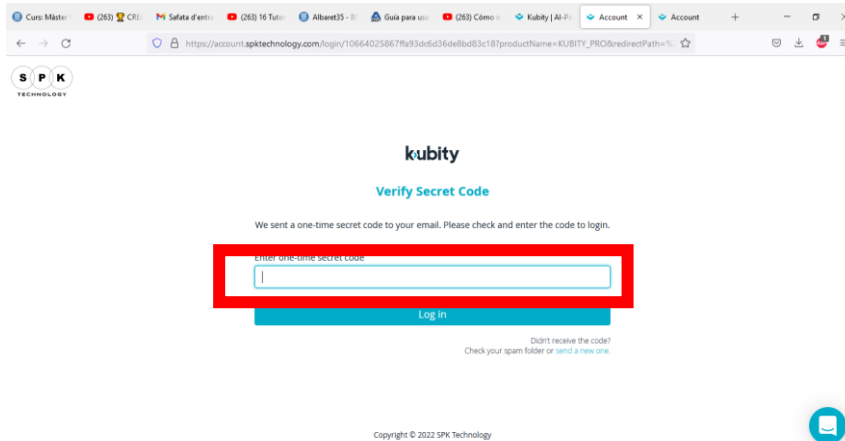 Curs: Màster (263) CRE Safata d'entra (263) 16 Tutor Albaret35 - Guía para usa (263) Cómo i Kubity | AI-P Account Account
https://account.spktechnology.com/login/10664025867ffa93dc6d36de8bd83c18?productName=KUBITY_PRO&redirectPath=%
S P K
TECHNOLOGY
kubity
Verify Secret Code
We sent a one-time secret code to your email. Please check and enter the code to login.
Enter one-time secret code
Log in
Didn't receive the code?
Check your spam folder or send a new one.
Copyright © 2022 SPK Technology